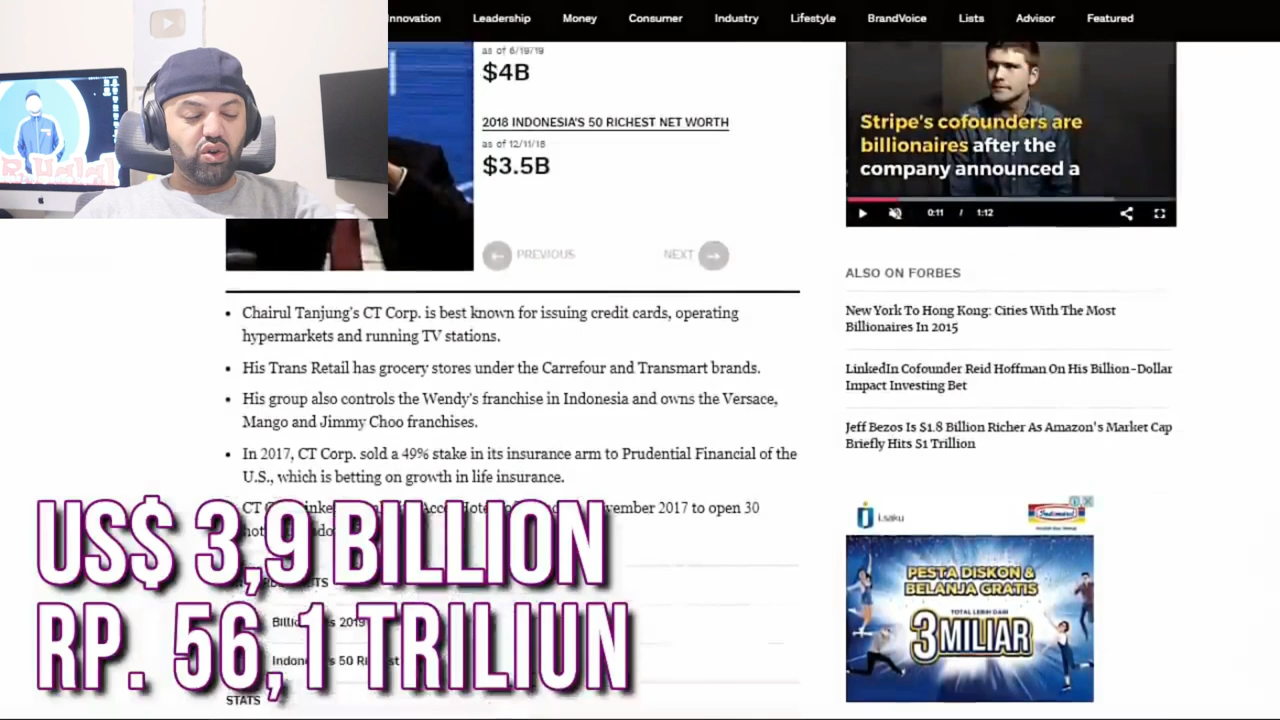 Innovation
Leadership
Money
Consumer
Industry
Lifestyle
BrandVoice
Lists
Advisor
Featured
as of 6/19/19
$4B
2018 INDONESIA'S 50 RICHEST NET WORTH
as of 12/11/18
$3.5B
PREVIOUS
NEXT
Chairul Tanjung's CT Corp. is best known for issuing credit cards, operating
hypermarkets and running TV stations.
His Trans Retail has grocery stores under the Carrefour and Transmart brands.
His group also controls the Wendy's franchise in Indonesia and owns the Versace,
Mango and Jimmy Choo franchises.
In 2017, CT Corp. sold a 49% stake in its insurance arm to Prudential Financial of the
U.S., which is betting on growth in life insurance.
CT
2017 to open 30
US$ 3,9 BILLION
RP. 56,1 TRILIUN
STATS
Stripe's cofounders are
billionaires after the
company announced a
0:11 / 1:12
ALSO ON FORBES
New York To Hong Kong: Cities With The Most
Billionaires In 2015
LinkedIn Cofounder Reid Hoffman On His Billion-Dollar
Impact Investing Bet
Jeff Bezos Is $1.8 Billion Richer As Amazon's Market Cap
Briefly Hits $1 Trillion
i.saku
Indomaret
PESTA DISKON &
BELANJA GRATIS
TOTAL LEBIH DARI
3 MILIAR